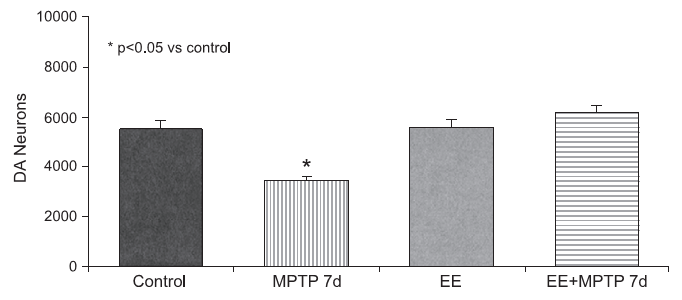 10000
* p<0.05 vs control
8000
6000
4000
2000
0
DA Neurons
*
Control MPTP 7d EE EE+MPTP 7d